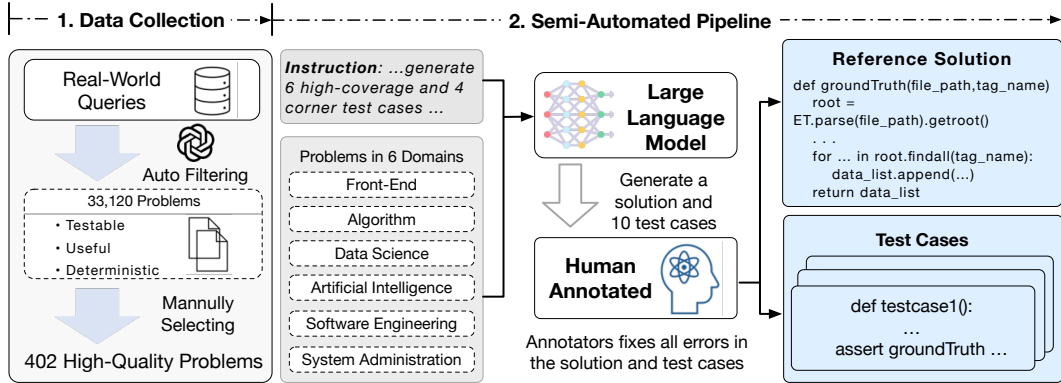 1. Data Collection
2. Semi-Automated Pipeline
Real-World
Queries
Auto Filtering
33,120 Problems
• Testable
• Useful
• Deterministic
Mannully
Selecting
402 High-Quality Problems
Instruction: ...generate
6 high-coverage and 4
corner test cases ...
Problems in 6 Domains
Front-End
Algorithm
Data Science
Artificial Intelligence
Software Engineering
System Administration
Large
Language
Model
Generate a
solution and
10 test cases
Human
Annotated
Annotators fixes all errors in
the solution and test cases
Reference Solution
def groundTruth(file_path,tag_name)
root =
ET.parse(file_path).getroot()
. . .
for ... in root.findall(tag_name):
data_list.append(...)
return data_list
Test Cases
def testcase1():
...
assert groundTruth ...